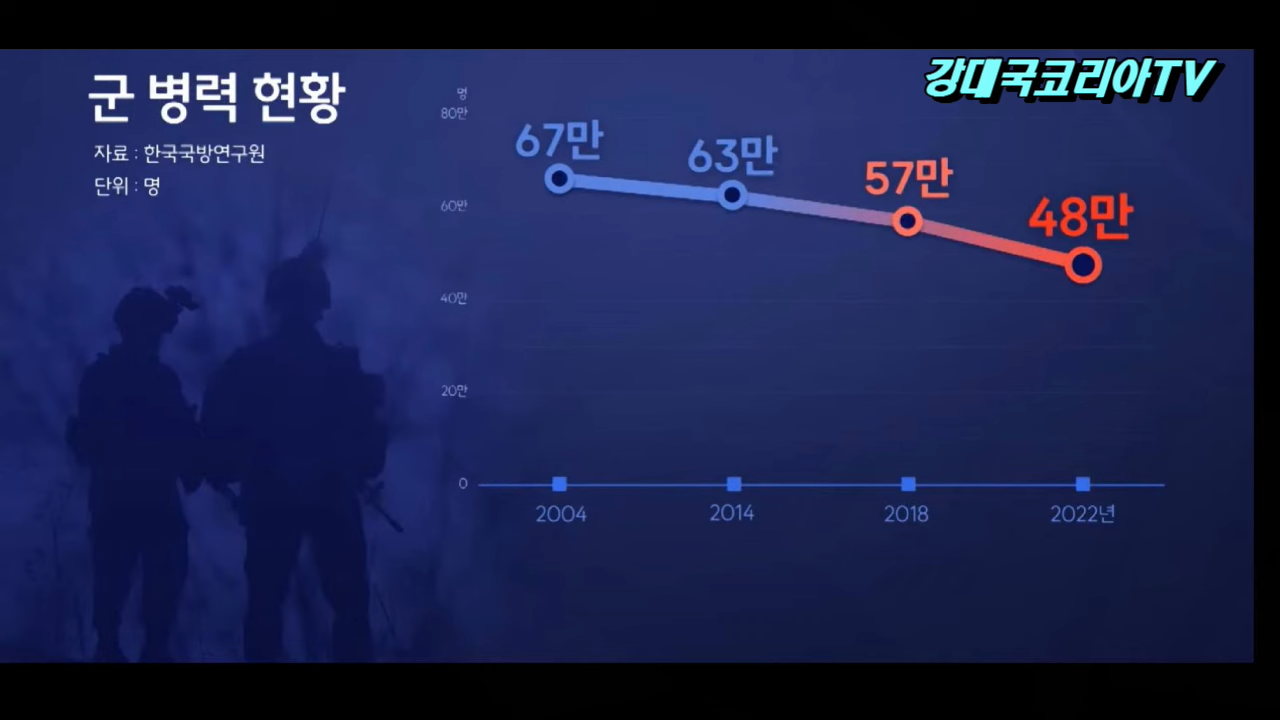 강대국코리아TV
군 병력 현황
자료 : 한국국방연구원
단위 : 명
명
80만
60만
40만
20만
0
67만
63만
57만
48만
2004
2014
2018
2022년